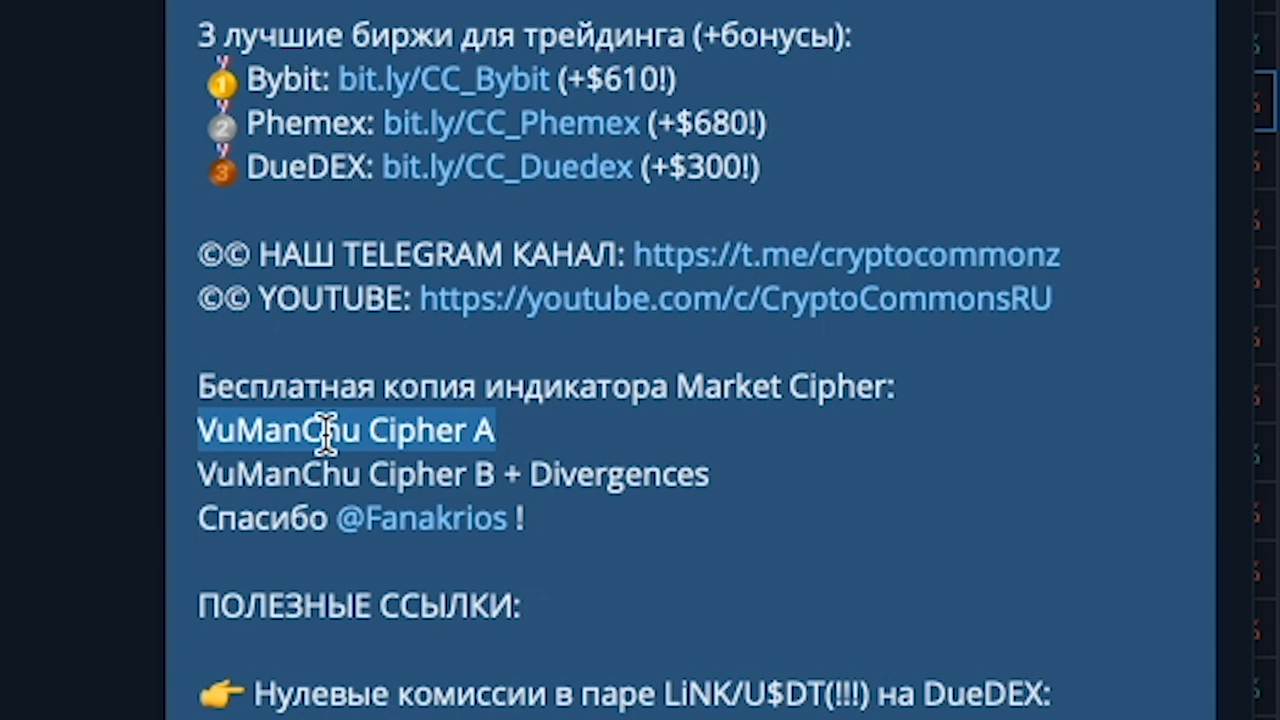 3 лучшие биржи для трейдинга (+бонусы):
🥇 Bybit: bit.ly/CC_Bybit (+$610!)
🥈 Phemex: bit.ly/CC_Phemex (+$680!)
🥉 DueDEX: bit.ly/CC_Duedex (+$300!)
©© НАШ TELEGRAM КАНАЛ: https://t.me/cryptocommonz
©© YOUTUBE: https://youtube.com/c/CryptoCommonsRU
Бесплатная копия индикатора Market Cipher:
VuManChu Cipher A
VuManChu Cipher B + Divergences
Спасибо @Fanakrios !
ПОЛЕЗНЫЕ ССЫЛКИ:
👉 Нулевые комиссии в паре LiNK/U$DT(!!!) на DueDEX: